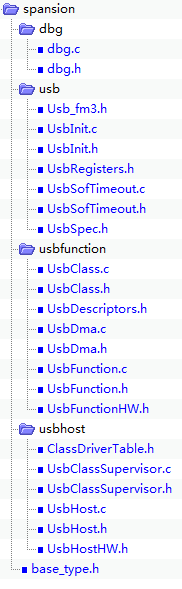 spansion
dbg
dbg.c
dbg.h
usb
Usb_fm3.h
UsbInit.c
UsbInit.h
UsbRegisters.h
UsbSofTimeout.c
UsbSofTimeout.h
UsbSpec.h
usbfunction
UsbClass.c
UsbClass.h
UsbDescriptors.h
UsbDma.c
UsbDma.h
UsbFunction.c
UsbFunction.h
UsbFunctionHW.h
usbhost
ClassDriverTable.h
UsbClassSupervisor.c
UsbClassSupervisor.h
UsbHost.c
UsbHost.h
UsbHostHW.h
base_type.h